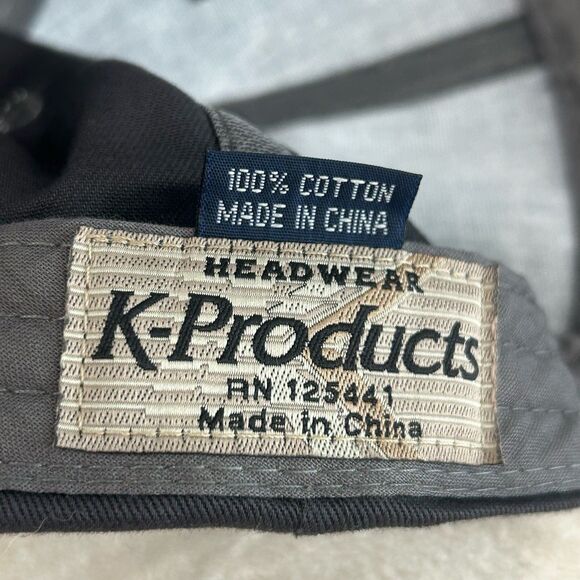 100% COTTON
MADE IN CHINA
HEADWEAR
K-Products
RN 125441
Made in China